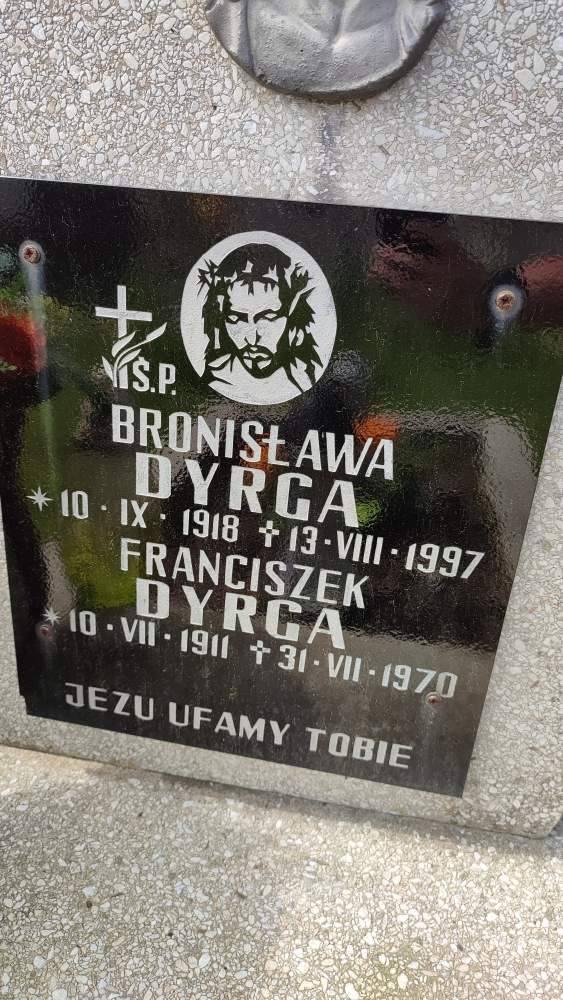 Ś.P.
BRONISŁAWA
DYRGA
* 10 · IX · 1918 + 13 · VIII · 1997
FRANCISZEK
DYRGA
* 10 · VII · 1911 + 31 · VII · 1970
JEZU UFAMY TOBIE